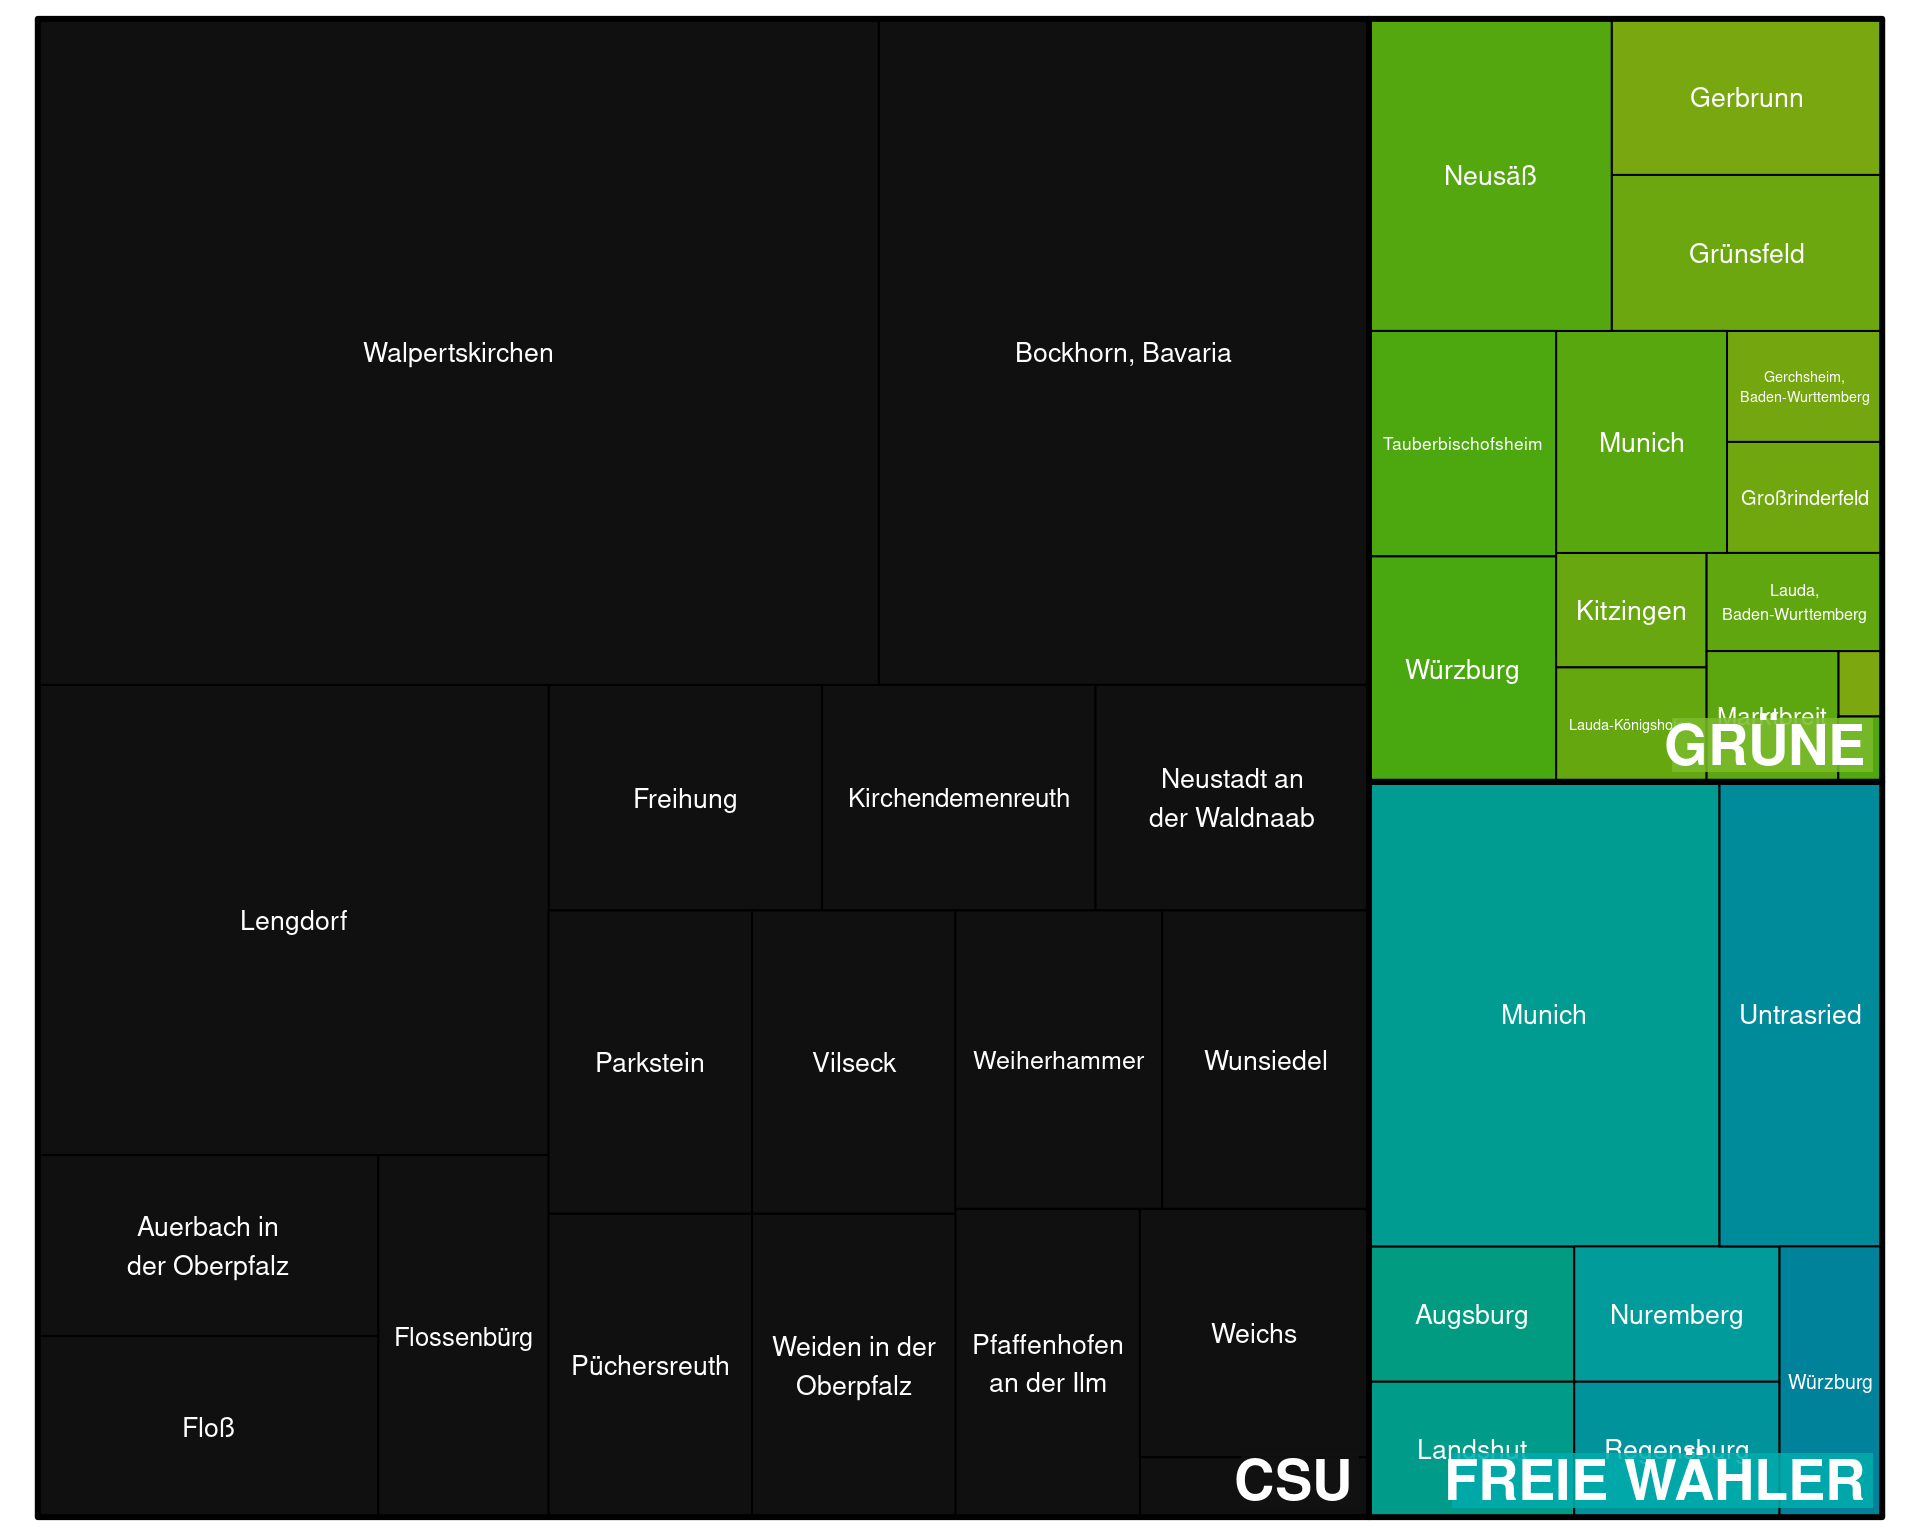 Walpertskirchen
Bockhorn, Bavaria
Lengdorf
Freihung
Kirchendemenreuth
Neustadt an
der Waldnaab
Parkstein
Vilseck
Weiherhammer
Wunsiedel
Auerbach in
der Oberpfalz
Flossenbürg
Floß
Püchersreuth
Weiden in der
Oberpfalz
Pfaffenhofen
an der Ilm
Weichs
CSU
Neusäß
Gerbrunn
Grünsfeld
Tauberbischofsheim
Munich
Gerchsheim,
Baden-Wurttemberg
Großrinderfeld
Würzburg
Kitzingen
Lauda,
Baden-Wurttemberg
Lauda-Königsho
Marktbreit
GRÜNE
Munich
Untrasried
Augsburg
Nuremberg
Würzburg
Landshut
Regensburg
FREIE WÄHLER